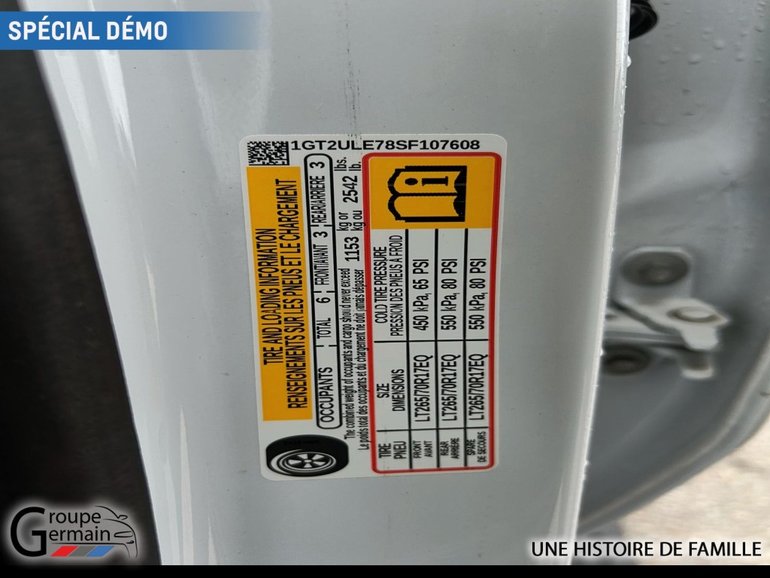 SPÉCIAL DÉMO
1GT2ULE78SF107608
TIRE AND LOADING INFORMATION
RENSEIGNEMENTS SUR LES PNEUS ET LE CHARGEMENT
OCCUPANTS TOTAL 6 FRONT/AVANT 3 REAR/ARRIERE 3
The combined weight of occupants and cargo should never exceed 1153 kg or 2542 lbs.
Le poids total des occupants et du chargement ne doit jamais dépasser kg ou lb.
TIRE SIZE COLD TIRE PRESSURE
PNEU DIMENSIONS PRESSION DES PNEUS À FROID
FRONT AVANT LT265/70R17EQ 450 kPa, 65 PSI
REAR ARRIÈRE LT265/70R17EQ 550 kPa, 80 PSI
SPARE DE SECOURS LT265/70R17EQ 550 kPa, 80 PSI
Groupe
Germain
UNE HISTOIRE DE FAMILLE